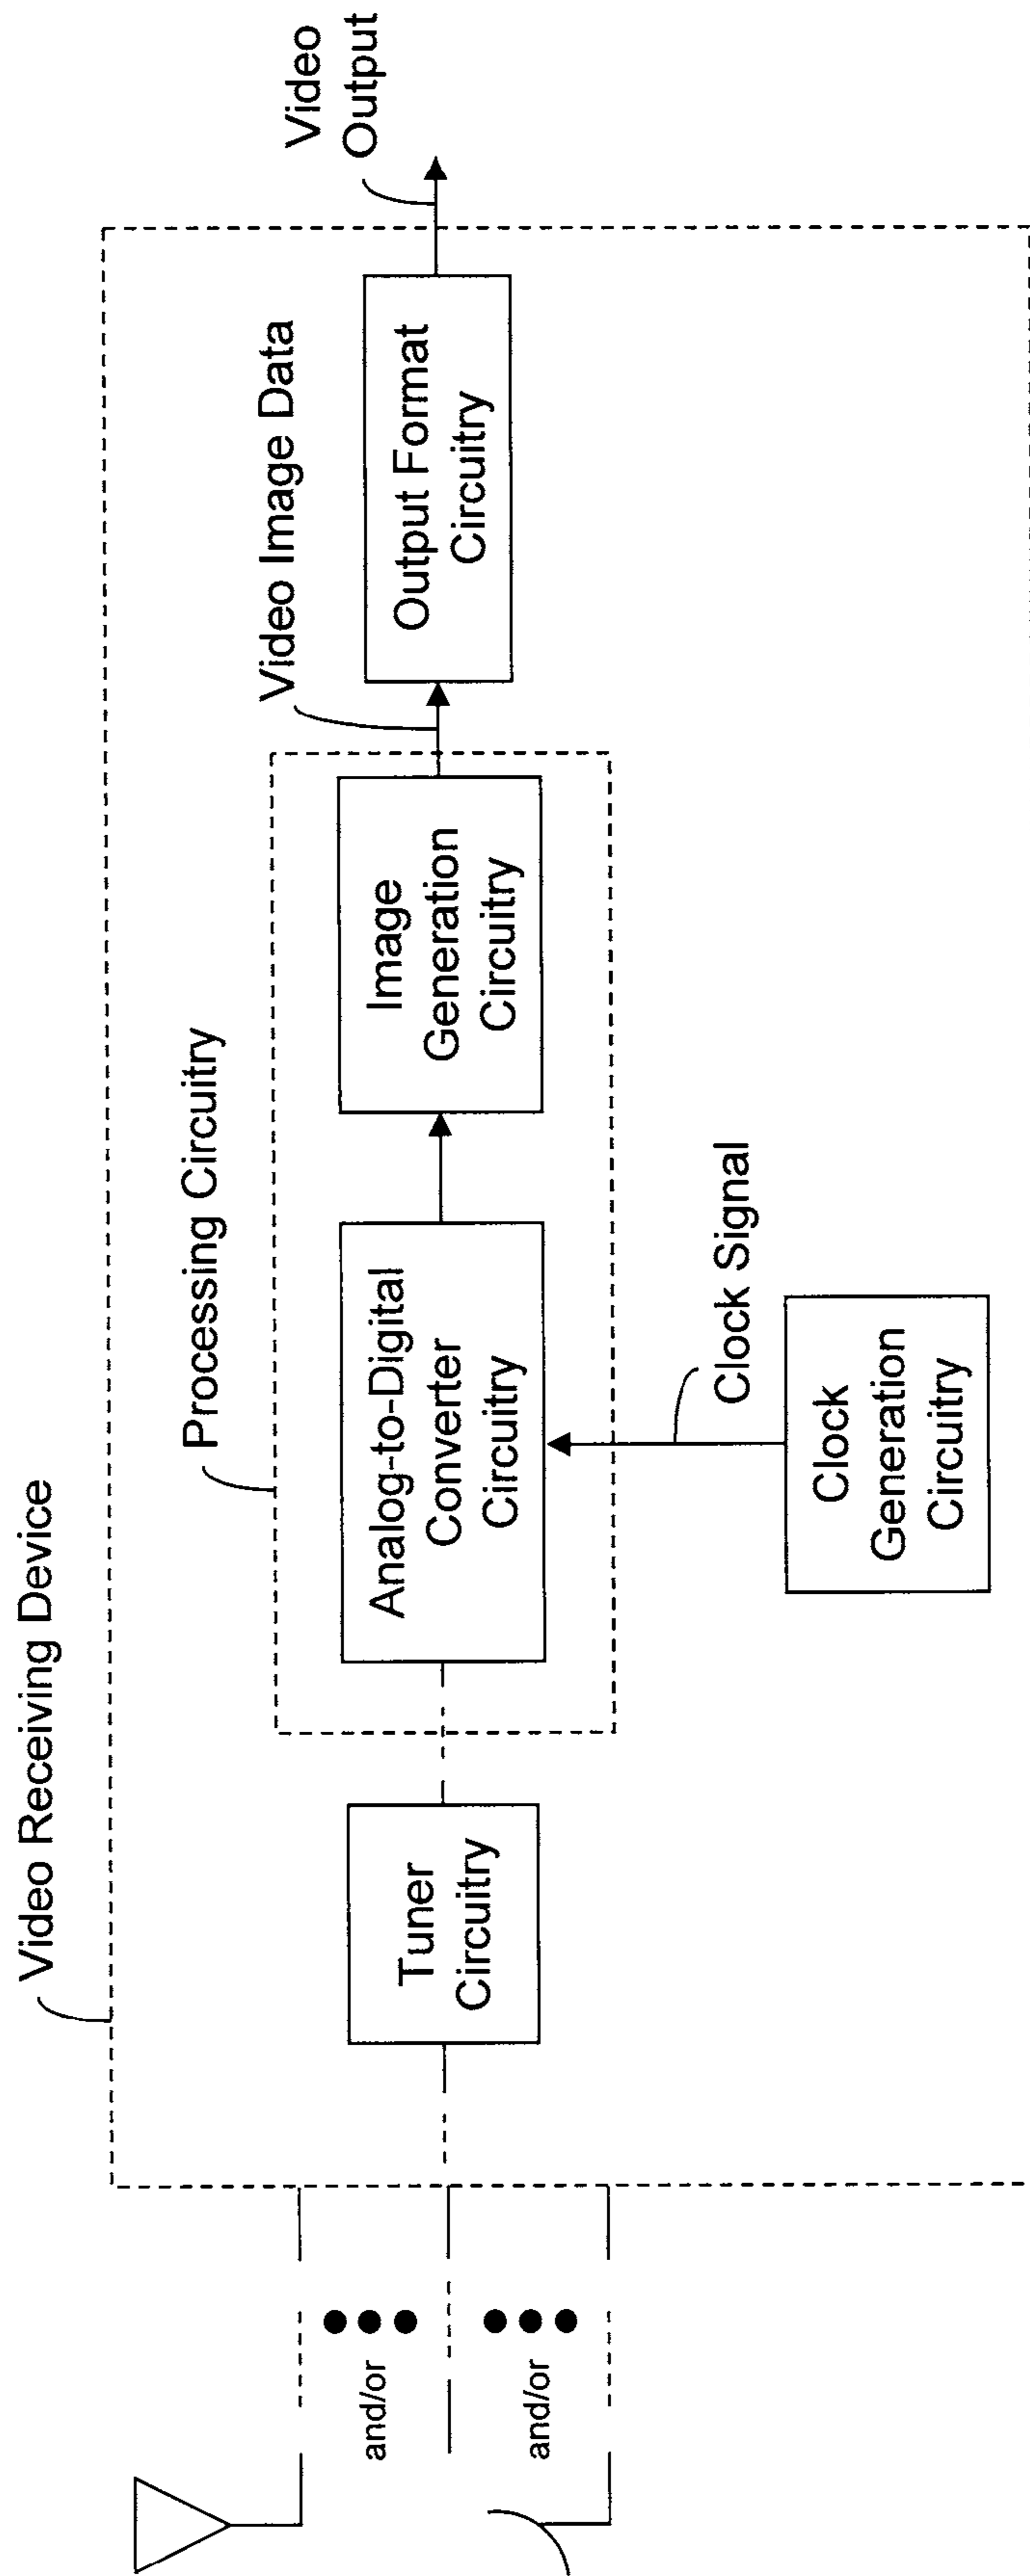 Video Receiving Device
Processing Circuitry
Video Image Data
Video
Output
and/or
and/or
Tuner
Circuitry
Analog-to-Digital
Converter
Circuitry
Image
Generation
Circuitry
Output Format
Circuitry
Clock Signal
Clock
Generation
Circuitry